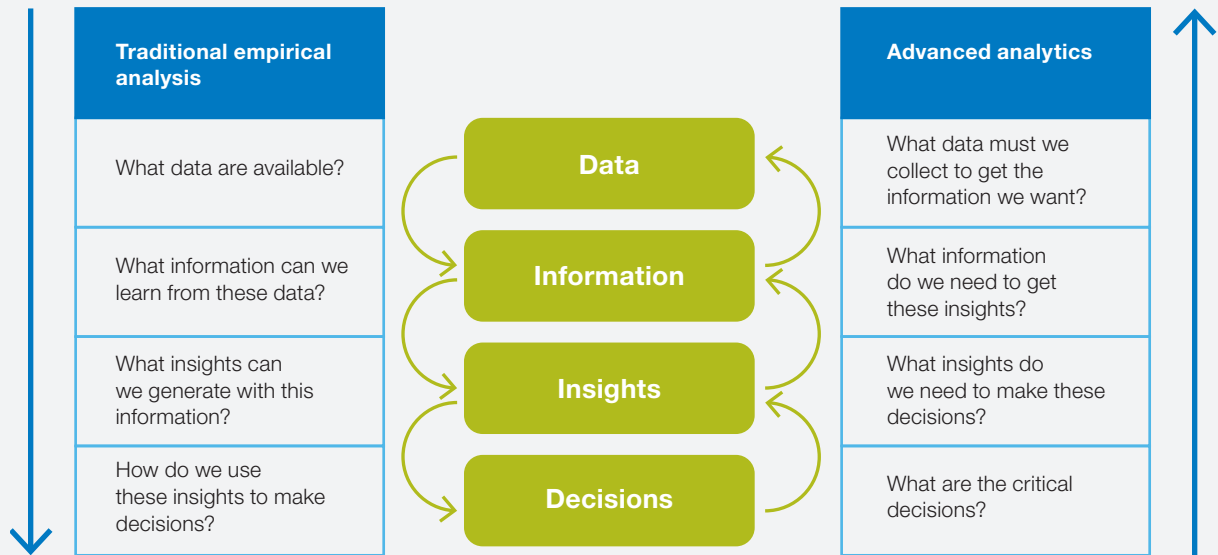 Traditional empirical
analysis
What data are available?
What information can we
learn from these data?
What insights can
we generate with this
information?
How do we use
these insights to make
decisions?
Data
Information
Insights
Decisions
Advanced analytics
What data must we
collect to get the
information we want?
What information
do we need to get
these insights?
What insights do
we need to make these
decisions?
What are the critical
decisions?